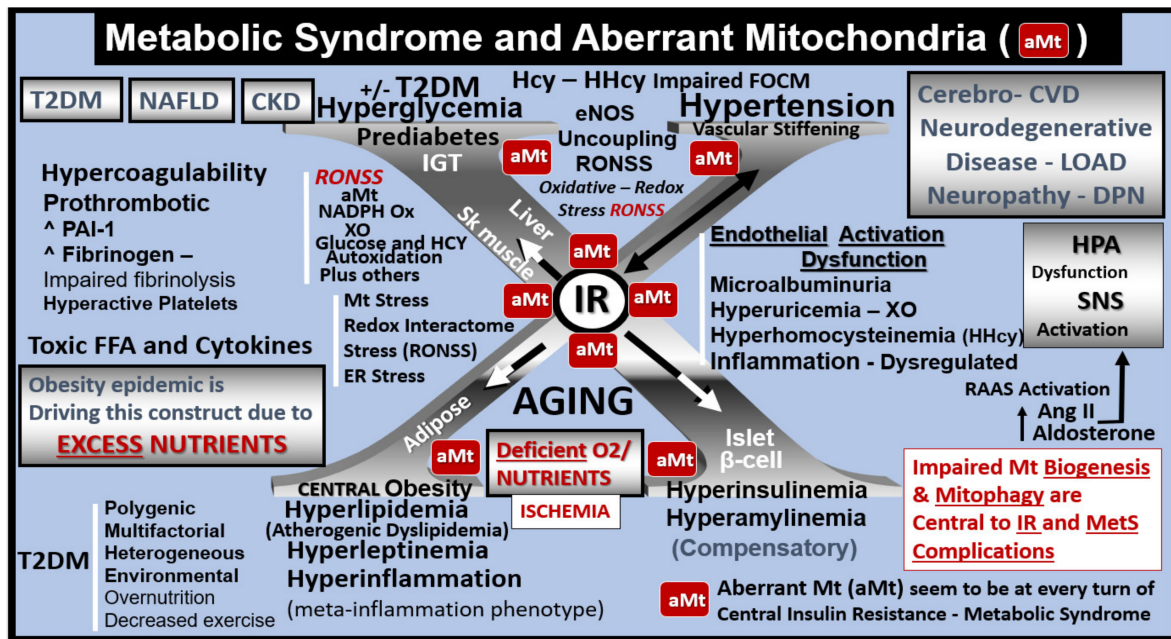 Metabolic Syndrome and Aberrant Mitochondria ( aMt )
T2DM
NAFLD
CKD
+/- T2DM
Hyperglycemia
Prediabetes
IGT
Hcy – HHcy Impaired FOCM
eNOS
Uncoupling
RONSS
Oxidative – Redox
Stress RONSS
Hypertension
Vascular Stiffening
aMt
aMt
Cerebro- CVD
Neurodegenerative
Disease - LOAD
Neuropathy - DPN
Hypercoagulability
Prothrombotic
^ PAI-1
^ Fibrinogen –
Impaired fibrinolysis
Hyperactive Platelets
RONSS
aMt
NADPH Ox
XO
Glucose and HCY
Autoxidation
Plus others
Liver
Sk muscle
Mt Stress
Redox Interactome
Stress (RONSS)
ER Stress
aMt
aMt
IR
aMt
aMt
Endothelial Activation
Dysfunction
Microalbuminuria
Hyperuricemia – XO
Hyperhomocysteinemia (HHcy)
Inflammation - Dysregulated
HPA
Dysfunction
SNS
Activation
RAAS Activation
Ang II
Aldosterone
Toxic FFA and Cytokines
Obesity epidemic is
Driving this construct due to
EXCESS NUTRIENTS
AGING
Adipose
aMt
Deficient O2/
NUTRIENTS
ISCHEMIA
aMt
Islet
β-cell
CENTRAL Obesity
Hyperlipidemia
(Atherogenic Dyslipidemia)
Hyperleptinemia
Hyperinflammation
(meta-inflammation phenotype)
Hyperinsulinemia
Hyperamylinemia
(Compensatory)
Impaired Mt Biogenesis
& Mitophagy are
Central to IR and MetS
Complications
T2DM
Polygenic
Multifactorial
Heterogeneous
Environmental
Overnutrition
Decreased exercise
aMt Aberrant Mt (aMt) seem to be at every turn of
Central Insulin Resistance - Metabolic Syndrome